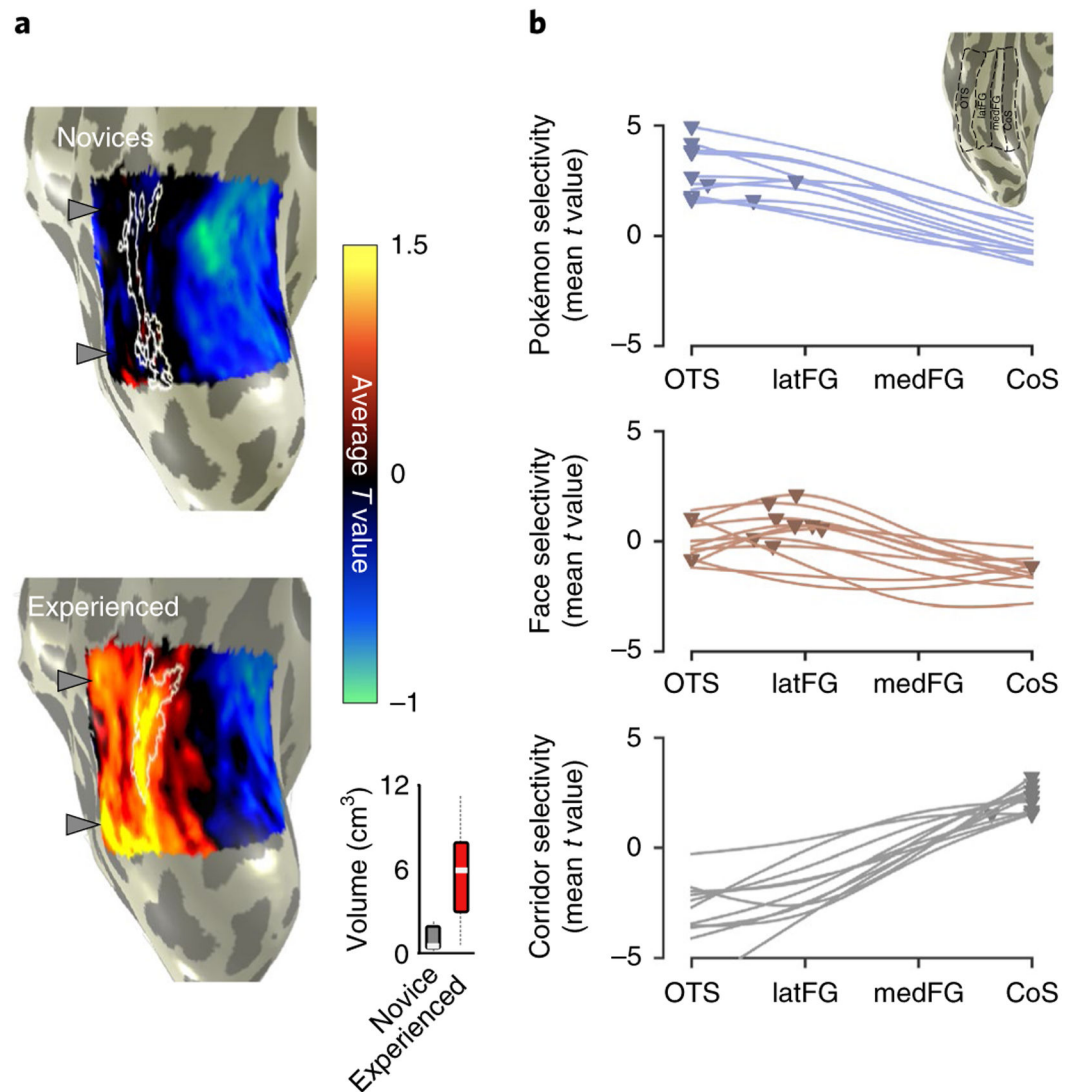 a
Novices
1.5
0
–1
Average T value
Experienced
Volume (cm³)
12
6
0
Novice
Experienced
b
OTS
latFG
medFG
CoS
Pokémon selectivity
(mean t value)
5
0
–5
OTS latFG medFG CoS
Face selectivity
(mean t value)
5
0
–5
OTS latFG medFG CoS
Corridor selectivity
(mean t value)
5
0
–5
OTS latFG medFG CoS